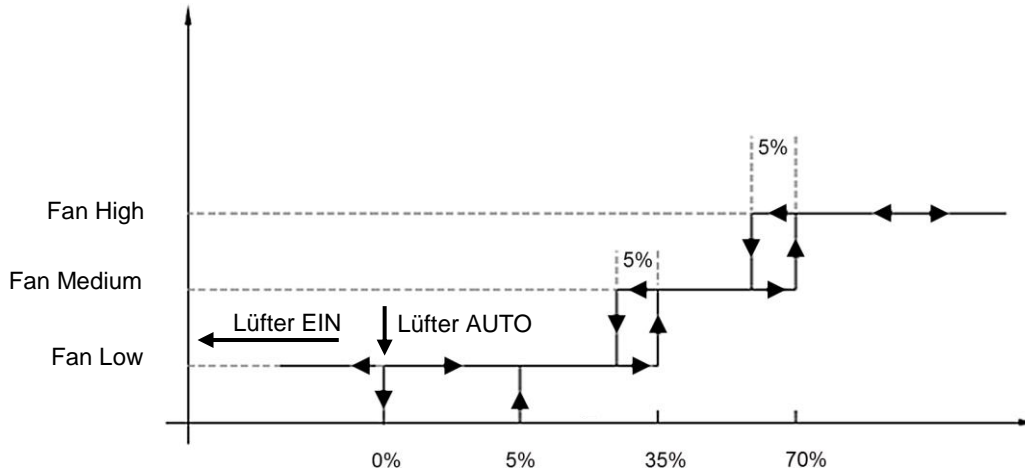 5%
Fan High
5%
Fan Medium
Lüfter EIN
Lüfter AUTO
Fan Low
0%
5%
35%
70%